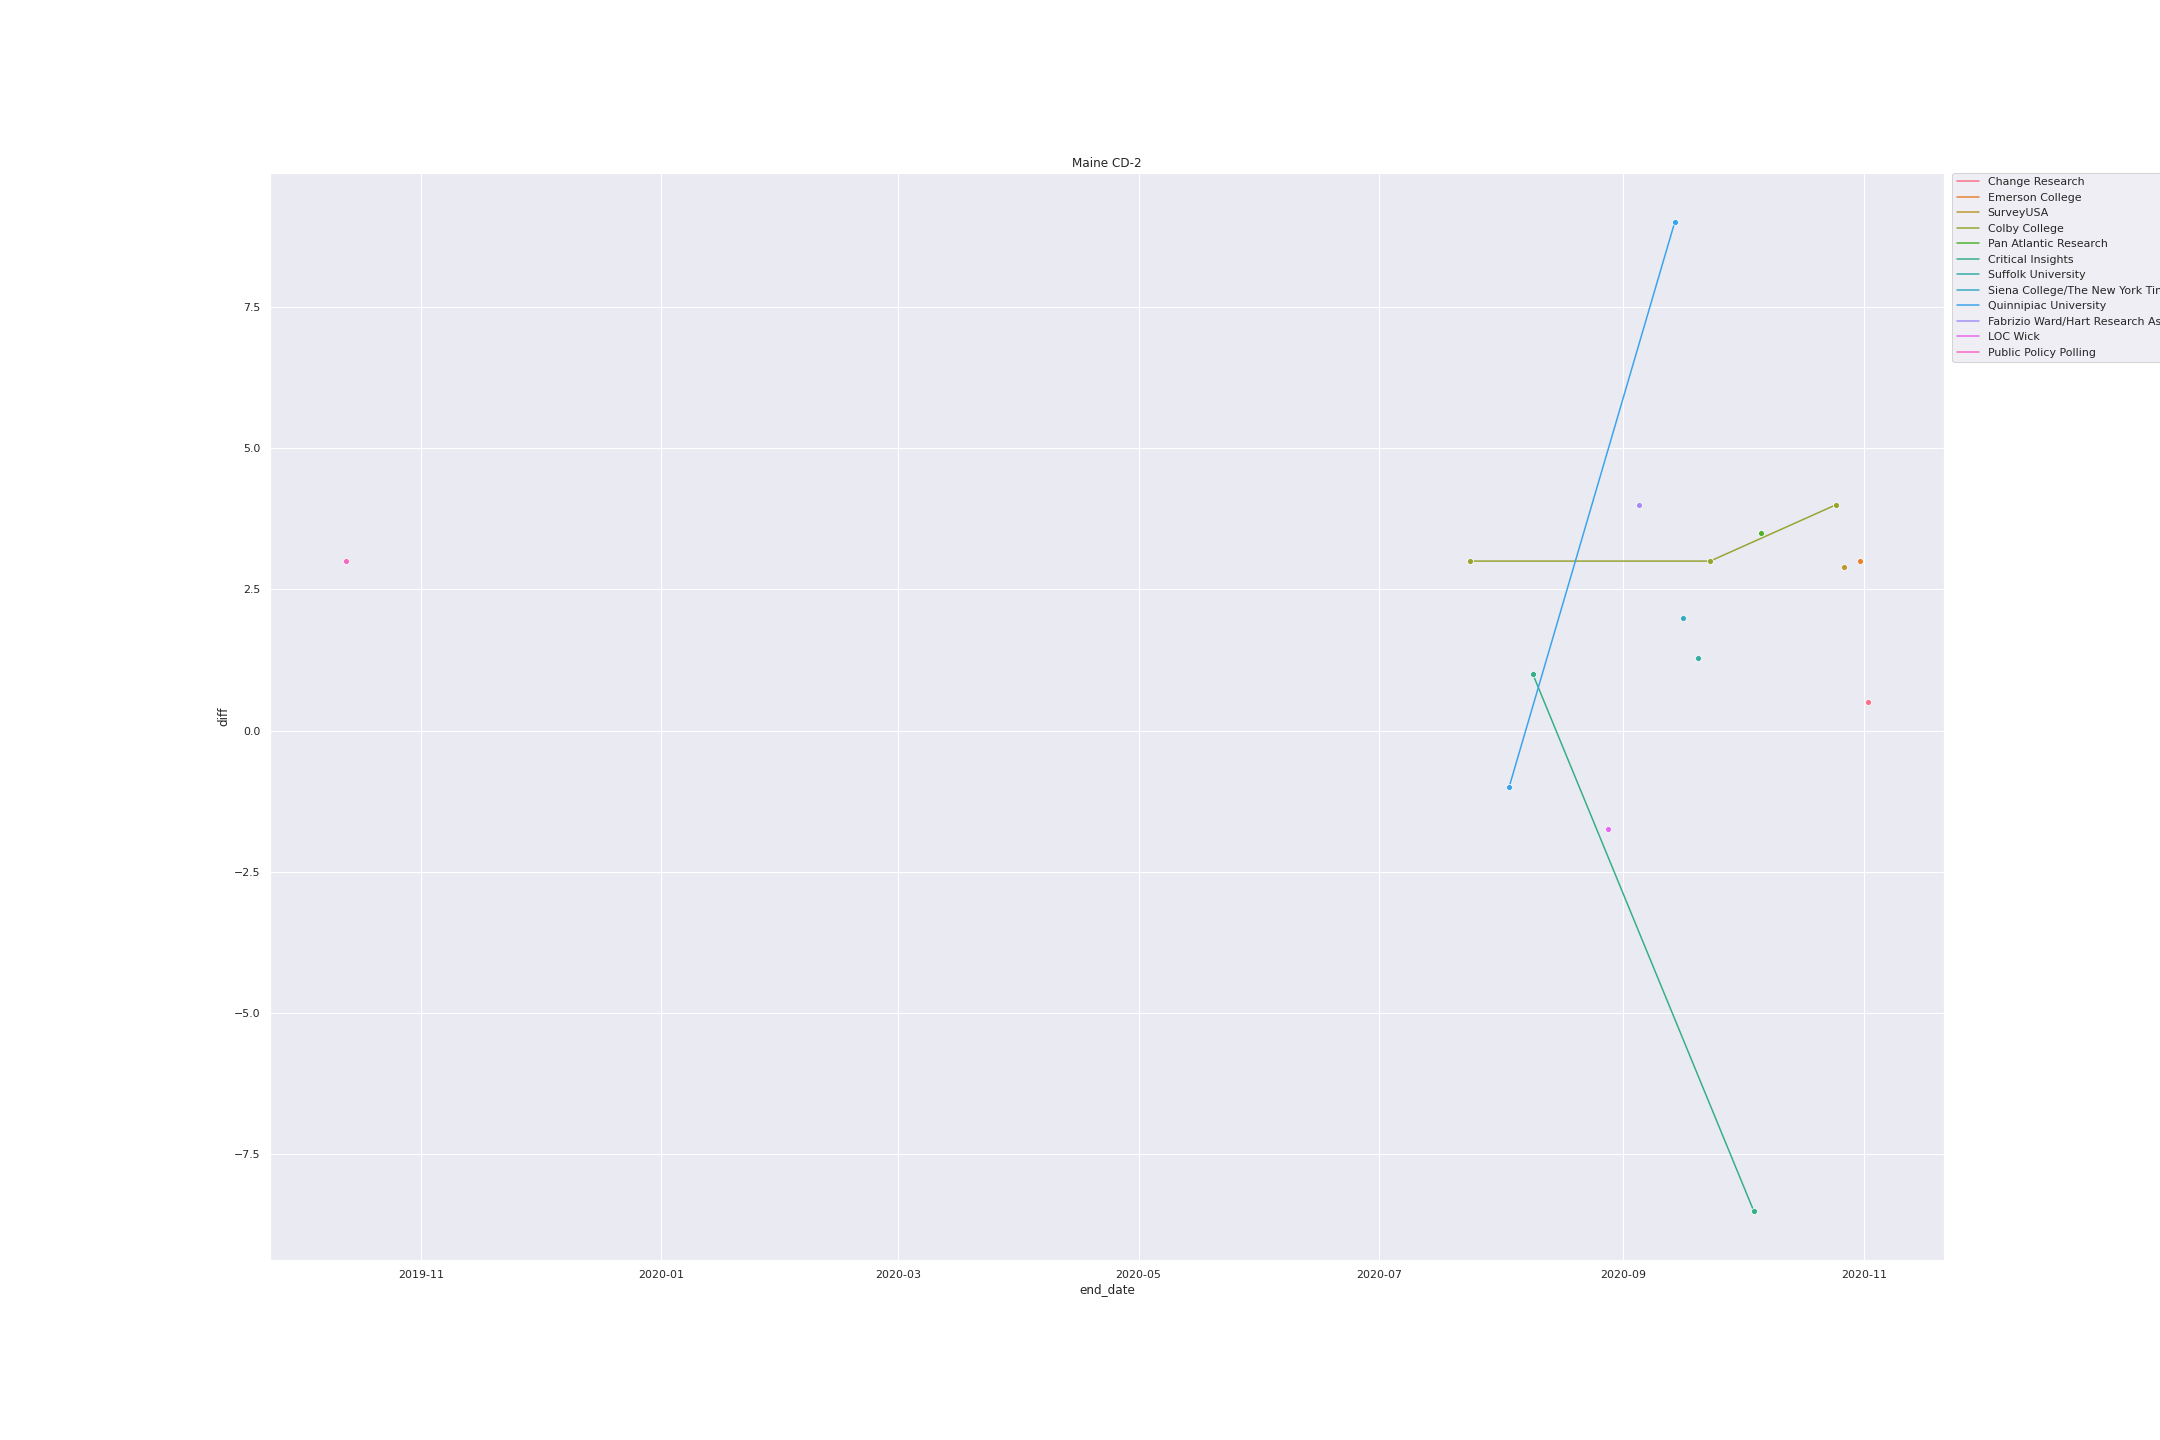 Maine CD-2
Change Research
Emerson College
SurveyUSA
Colby College
Pan Atlantic Research
Critical Insights
Suffolk University
Siena College/The New York Tir
Quinnipiac University
Fabrizio Ward/Hart Research As
LOC Wick
Public Policy Polling
7.5
5.0
2.5
0.0
−2.5
−5.0
−7.5
diff
2019-11 2020-01 2020-03 2020-05 2020-07 2020-09 2020-11
end_date